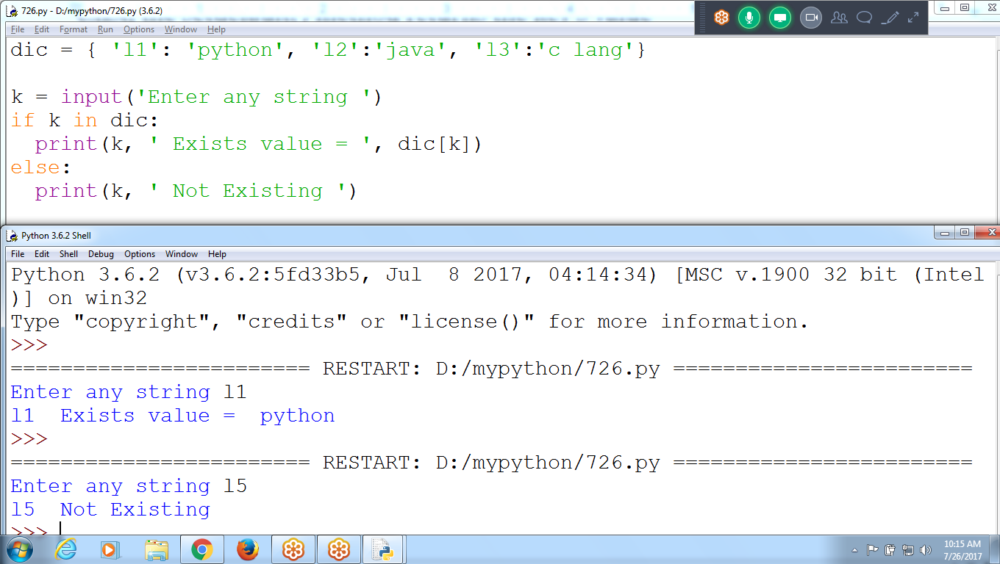 726.py - D:/mypython/726.py (3.6.2)
File Edit Format Run Options Window Help
dic = { 'l1': 'python', 'l2':'java', 'l3':'c lang'}
k = input('Enter any string ')
if k in dic:
  print(k, ' Exists value = ', dic[k])
else:
  print(k, ' Not Existing ')
Python 3.6.2 Shell
File Edit Shell Debug Options Window Help
Python 3.6.2 (v3.6.2:5fd33b5, Jul  8 2017, 04:14:34) [MSC v.1900 32 bit (Intel
)] on win32
Type "copyright", "credits" or "license()" for more information.
>>>
======================== RESTART: D:/mypython/726.py ========================
Enter any string l1
l1  Exists value =  python
>>>
======================== RESTART: D:/mypython/726.py ========================
Enter any string l5
l5  Not Existing
>>>
10:15 AM
7/26/2017